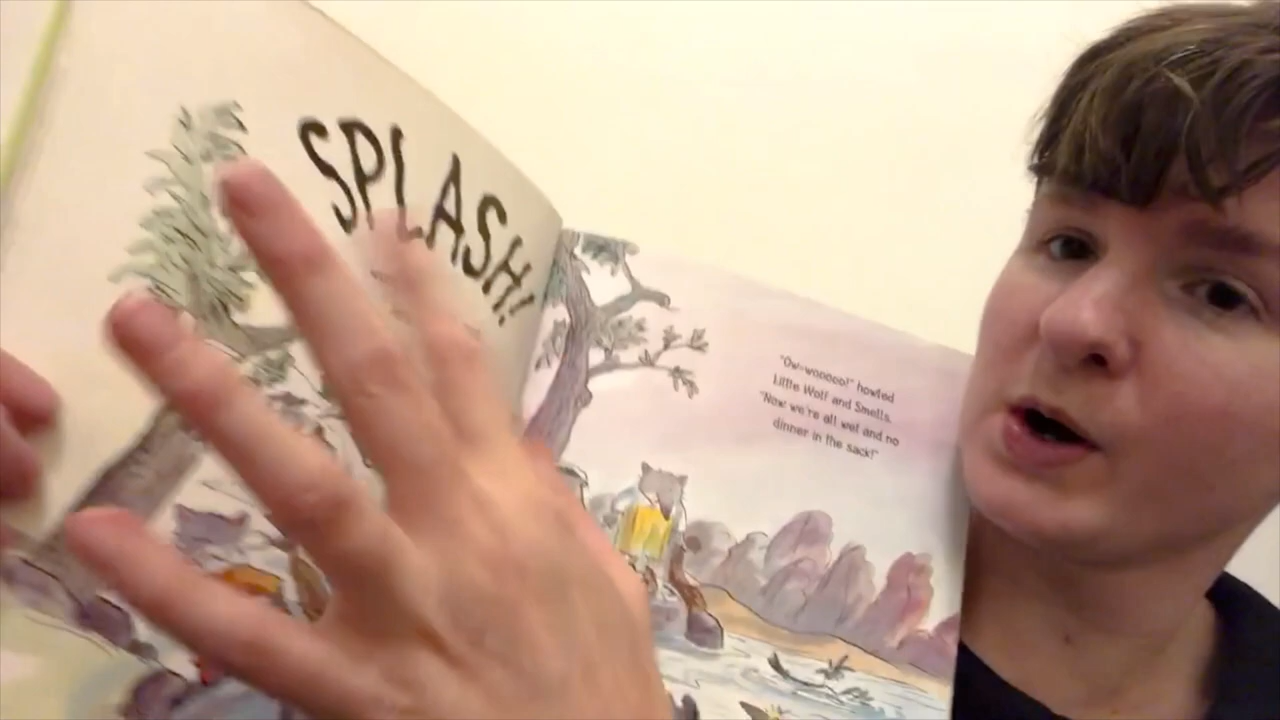 SPLASH!
"Ow-wooooo!" howled
Little Wolf and Smells.
"Now we're all wet and no
dinner in the sack!"